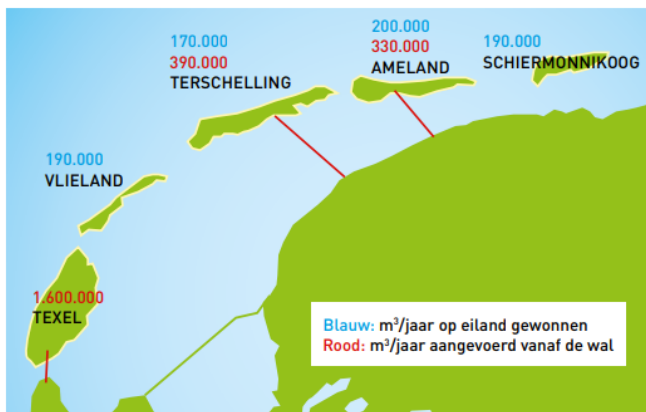 170.000
390.000
TERSCHELLING
200.000
330.000
AMELAND
190.000
SCHIERMONNIKOOG
190.000
VLIELAND
1.600.000
TEXEL
Blauw: m³/jaar op eiland gewonnen
Rood: m³/jaar aangevoerd vanaf de wal